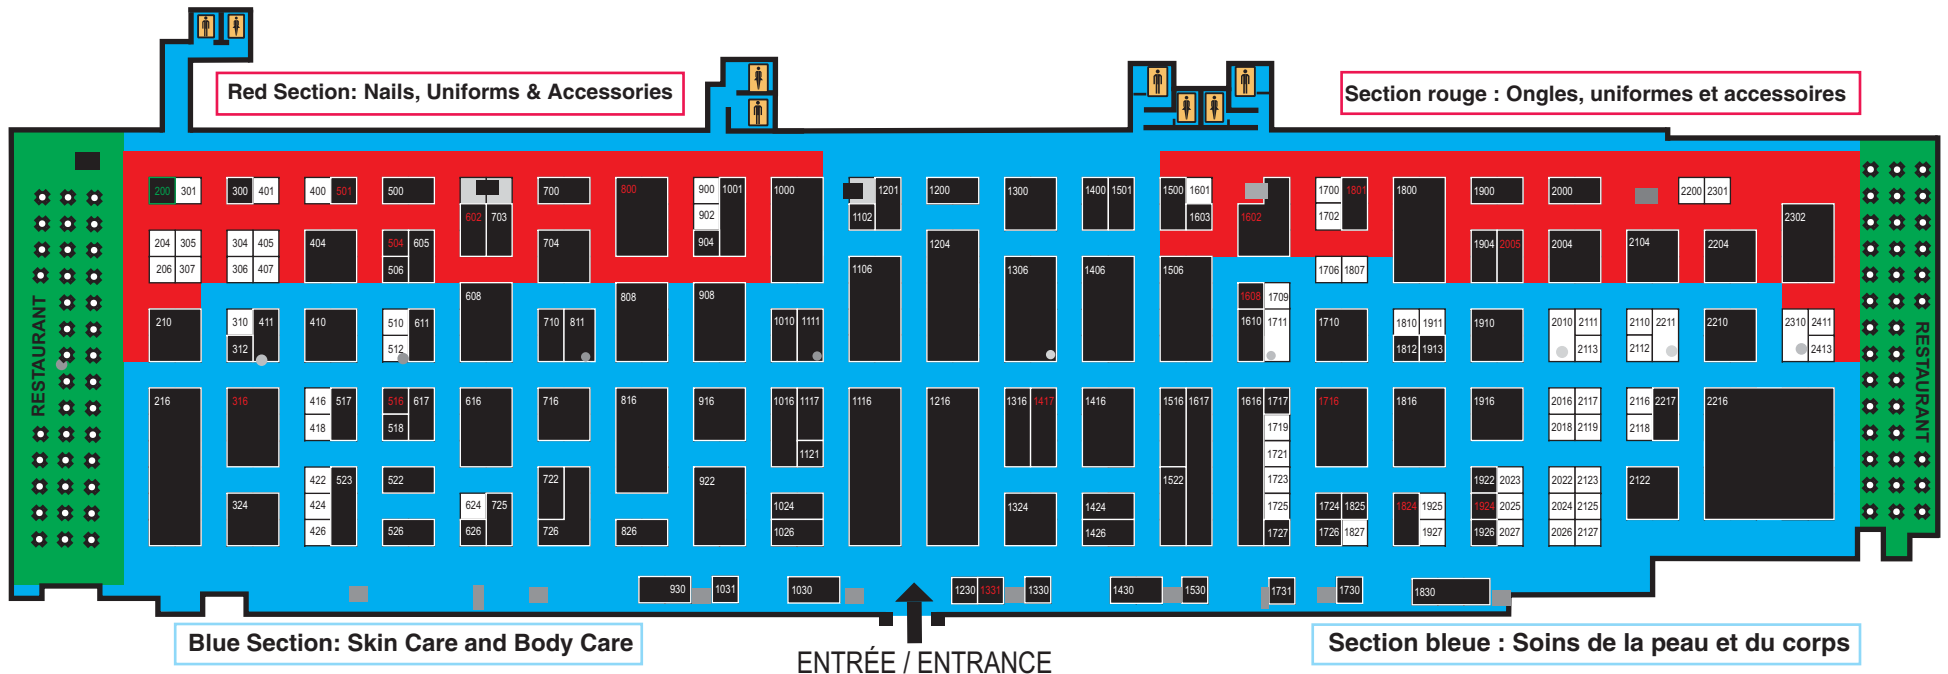 Red Section: Nails, Uniforms & Accessories
Section rouge : Ongles, uniformes et accessoires
200 301 300 401 400 501 500 700 800 900 1001 1000 1201 1200 1300 1400 1501 1500 1601 1700 1801 1800 1900 2000 2200 2301
602 703 902 1102 1603 1602 1702 2302
204 305 304 405 404 504 605 704 904 1204 1904 2005 2004 2104 2204
206 307 306 407 506 1106 1306 1406 1506 1706 1807
608 808 908 1608 1709
210 310 411 410 510 611 710 811 1010 1111 1610 1711 1710 1810 1911 1910 2010 2111 2110 2211 2210 2310 2411
312 512 1812 1913 2113 2112 2413
RESTAURANT
RESTAURANT
216 316 416 517 516 617 616 716 816 916 1016 1117 1116 1216 1316 1417 1416 1516 1617 1616 1717 1716 1816 1916 2016 2117 2116 2217 2216
418 518 1719 2018 2119 2118
1121 1721
422 523 522 722 922 1522 1723 1922 2023 2022 2123 2122
324 424 624 725 1024 1324 1424 1725 1724 1825 1824 1925 1924 2025 2024 2125
426 526 626 726 826 1026 1426 1727 1726 1827 1927 1926 2027 2026 2127
930 1031 1030 1230 1331 1330 1430 1530 1731 1730 1830
Blue Section: Skin Care and Body Care
Section bleue : Soins de la peau et du corps
ENTRÉE / ENTRANCE